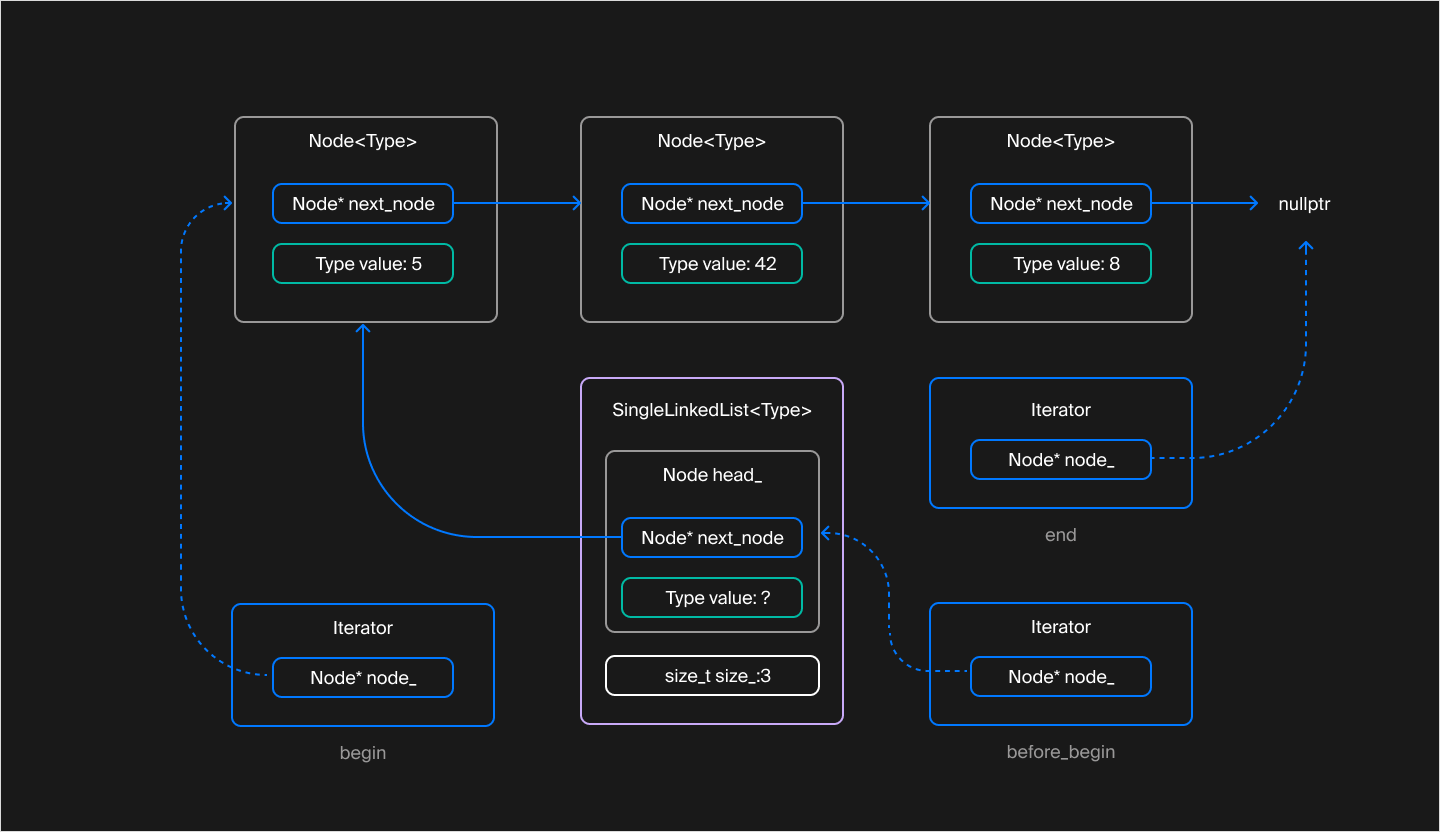 Node<Type>
Node* next_node
Type value: 5
Node<Type>
Node* next_node
Type value: 42
Node<Type>
Node* next_node
Type value: 8
nullptr
SingleLinkedList<Type>
Node head_
Node* next_node
Type value: ?
size_t size_:3
Iterator
Node* node_
end
Iterator
Node* node_
begin
Iterator
Node* node_
before_begin